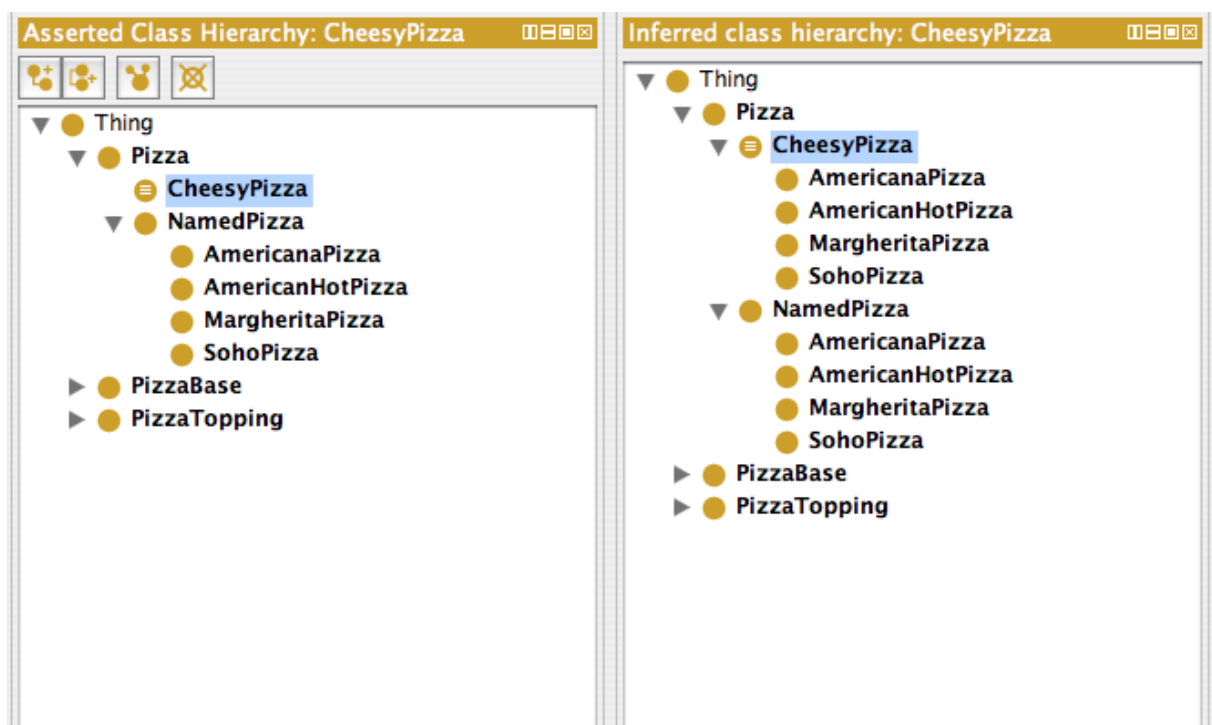 Asserted Class Hierarchy: CheesyPizza
Thing
Pizza
CheesyPizza
NamedPizza
AmericanaPizza
AmericanHotPizza
MargheritaPizza
SohoPizza
PizzaBase
PizzaTopping
Inferred class hierarchy: CheesyPizza
Thing
Pizza
CheesyPizza
AmericanaPizza
AmericanHotPizza
MargheritaPizza
SohoPizza
NamedPizza
AmericanaPizza
AmericanHotPizza
MargheritaPizza
SohoPizza
PizzaBase
PizzaTopping